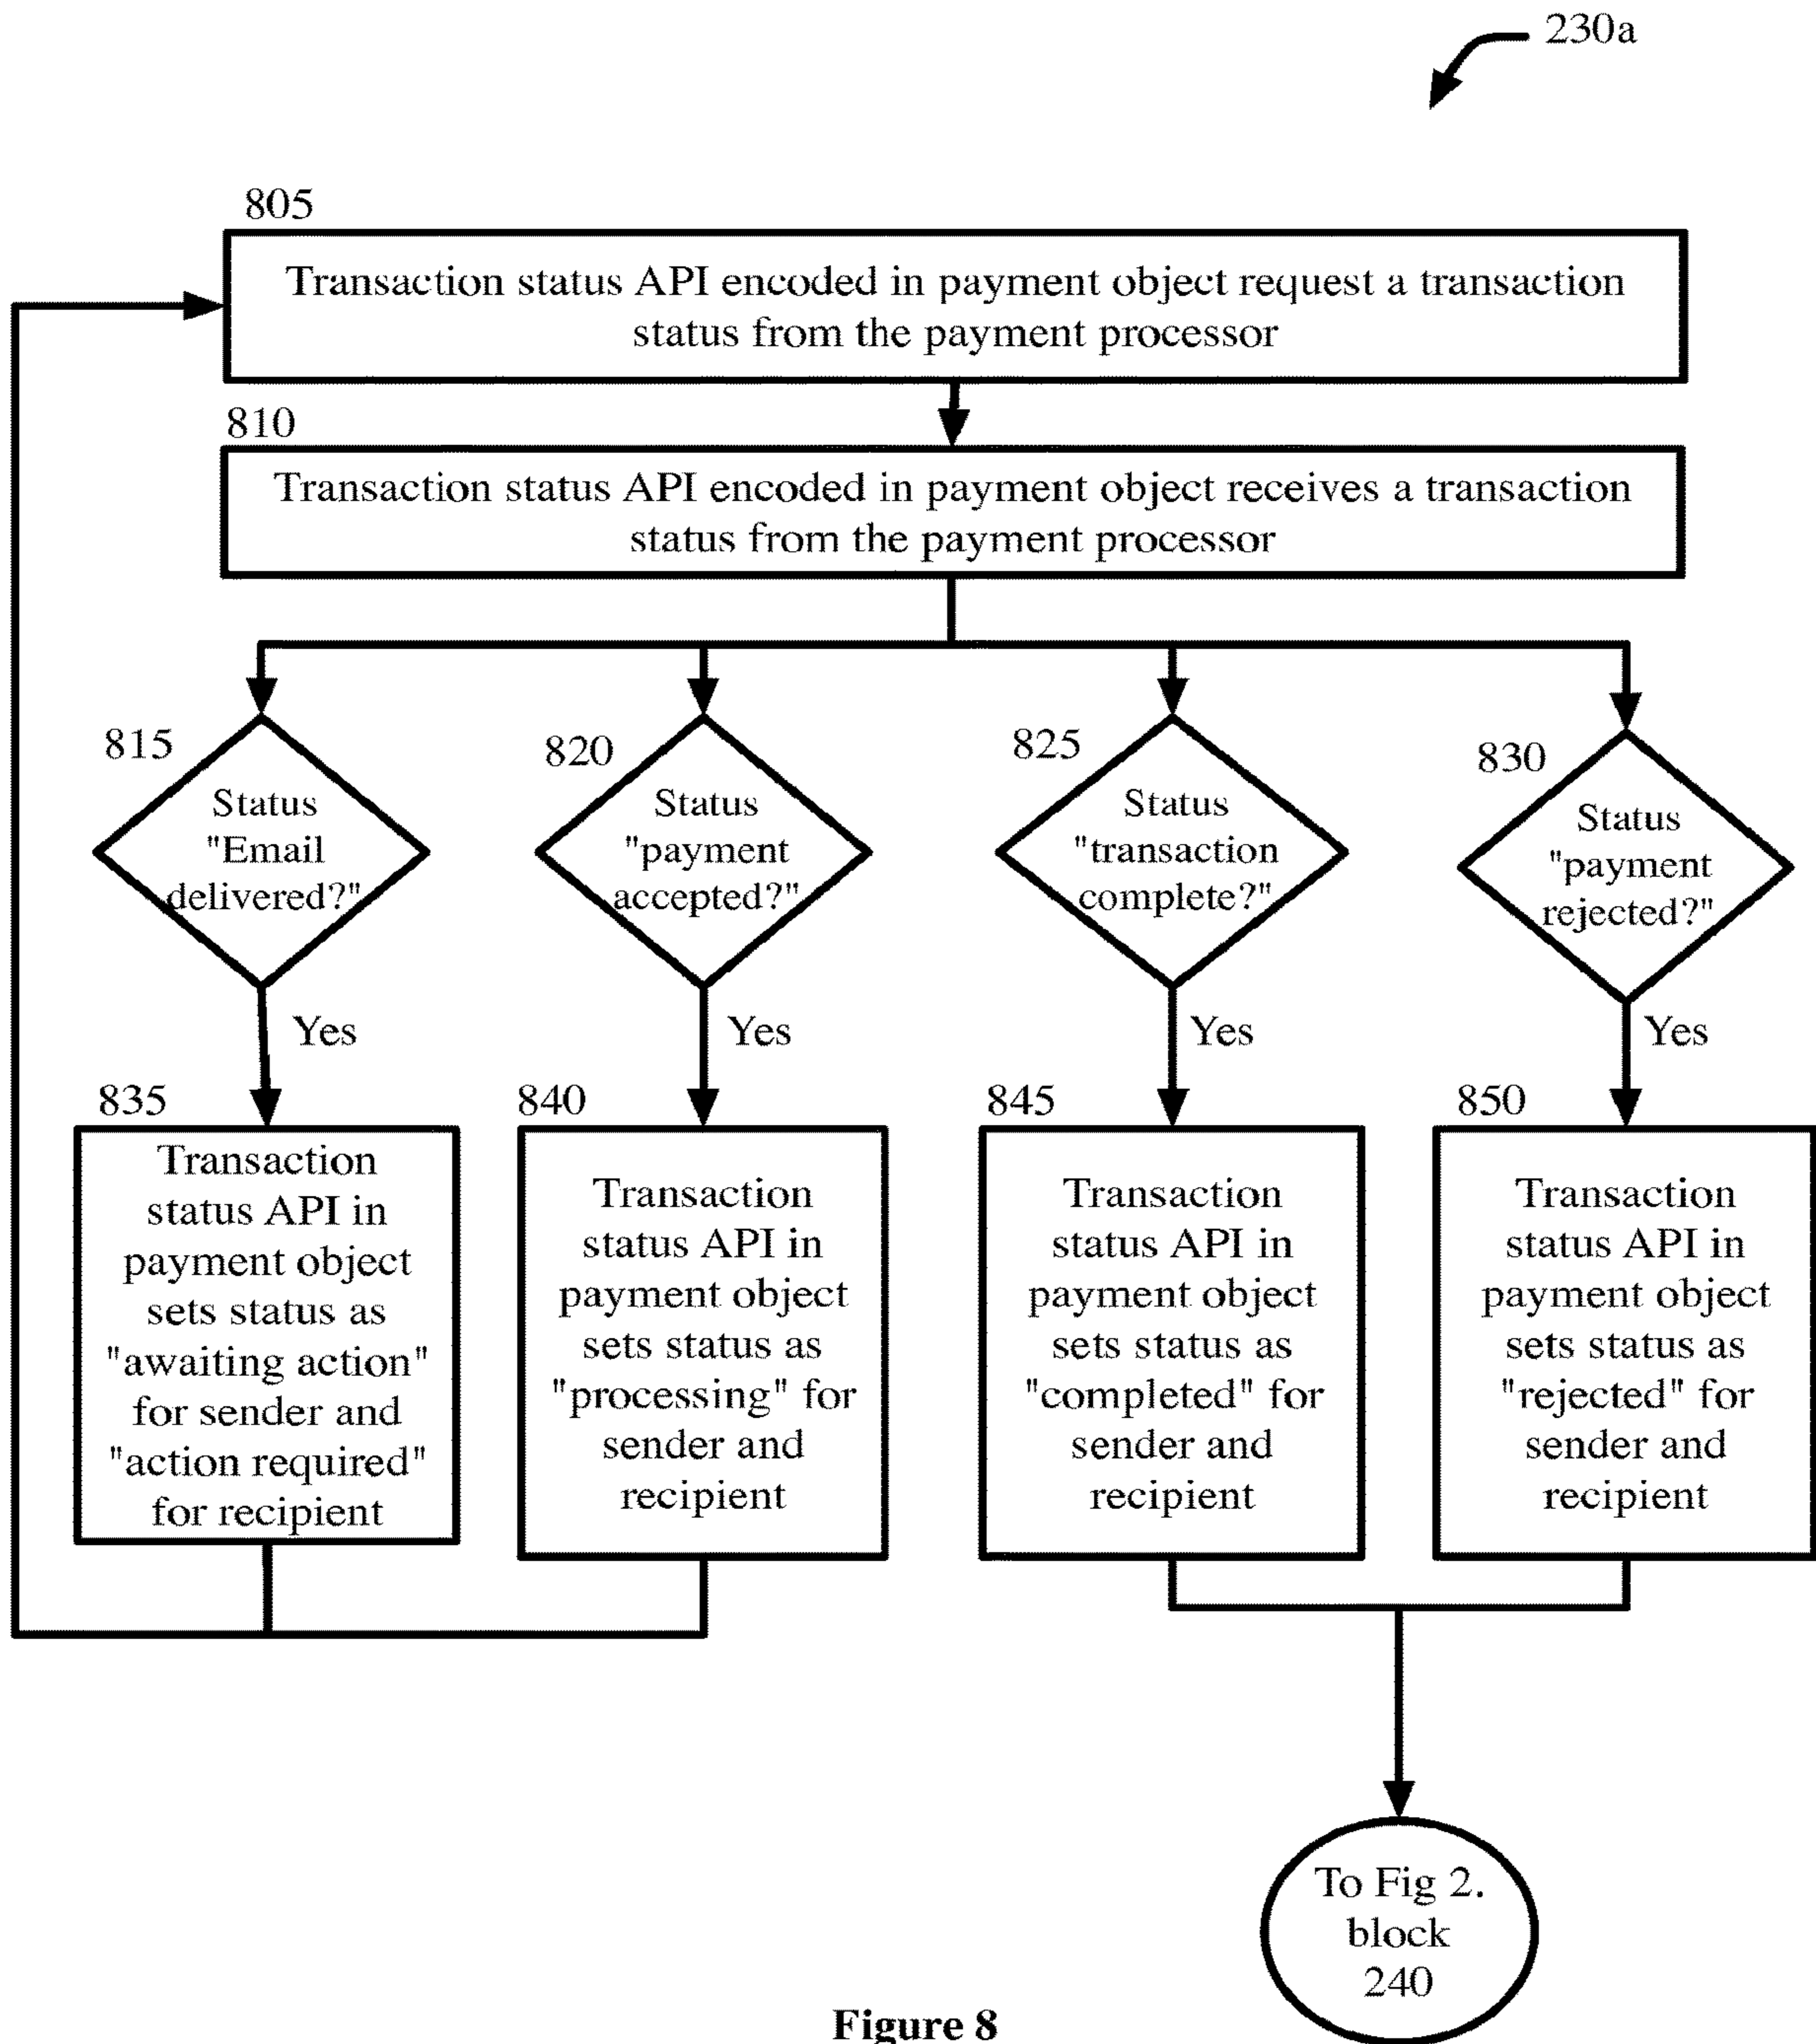 230a
805
Transaction status API encoded in payment object request a transaction
status from the payment processor
810
Transaction status API encoded in payment object receives a transaction
status from the payment processor
815
Status
"Email
delivered?"
820
Status
"payment
accepted?"
825
Status
"transaction
complete?"
830
Status
"payment
rejected?"
Yes
Yes
Yes
Yes
835
Transaction
status API in
payment object
sets status as
"awaiting action"
for sender and
"action required"
for recipient
840
Transaction
status API in
payment object
sets status as
"processing" for
sender and
recipient
845
Transaction
status API in
payment object
sets status as
"completed" for
sender and
recipient
850
Transaction
status API in
payment object
sets status as
"rejected" for
sender and
recipient
To Fig 2.
block
240
Figure 8